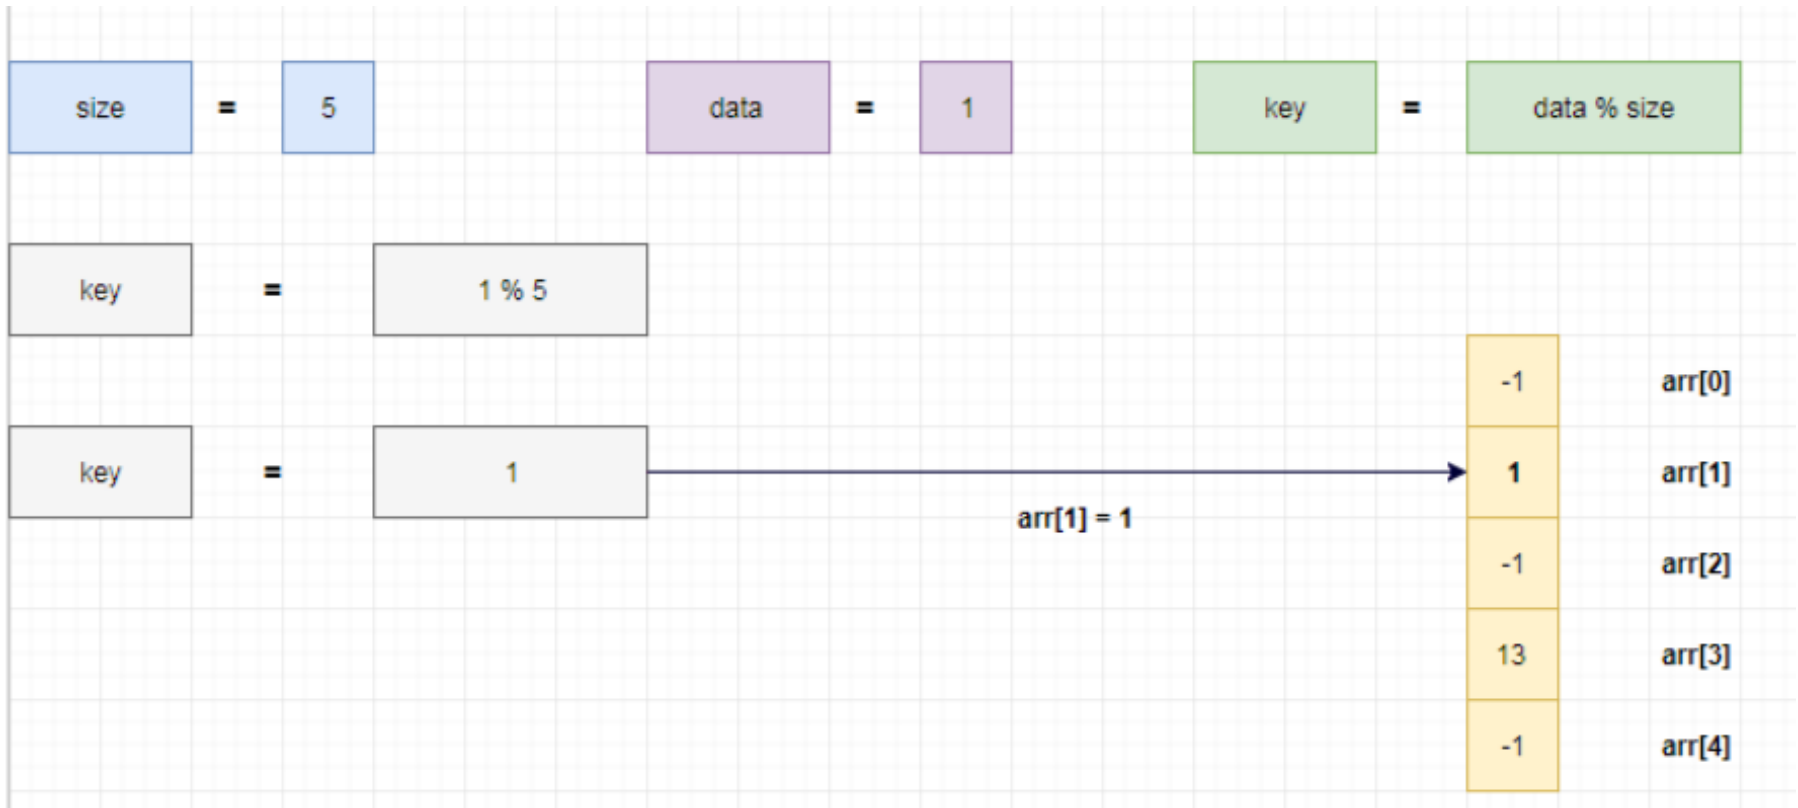 size = 5 data = 1 key = data % size
key = 1 % 5
-1 arr[0]
key = 1 1 arr[1]
arr[1] = 1
-1 arr[2]
13 arr[3]
-1 arr[4]